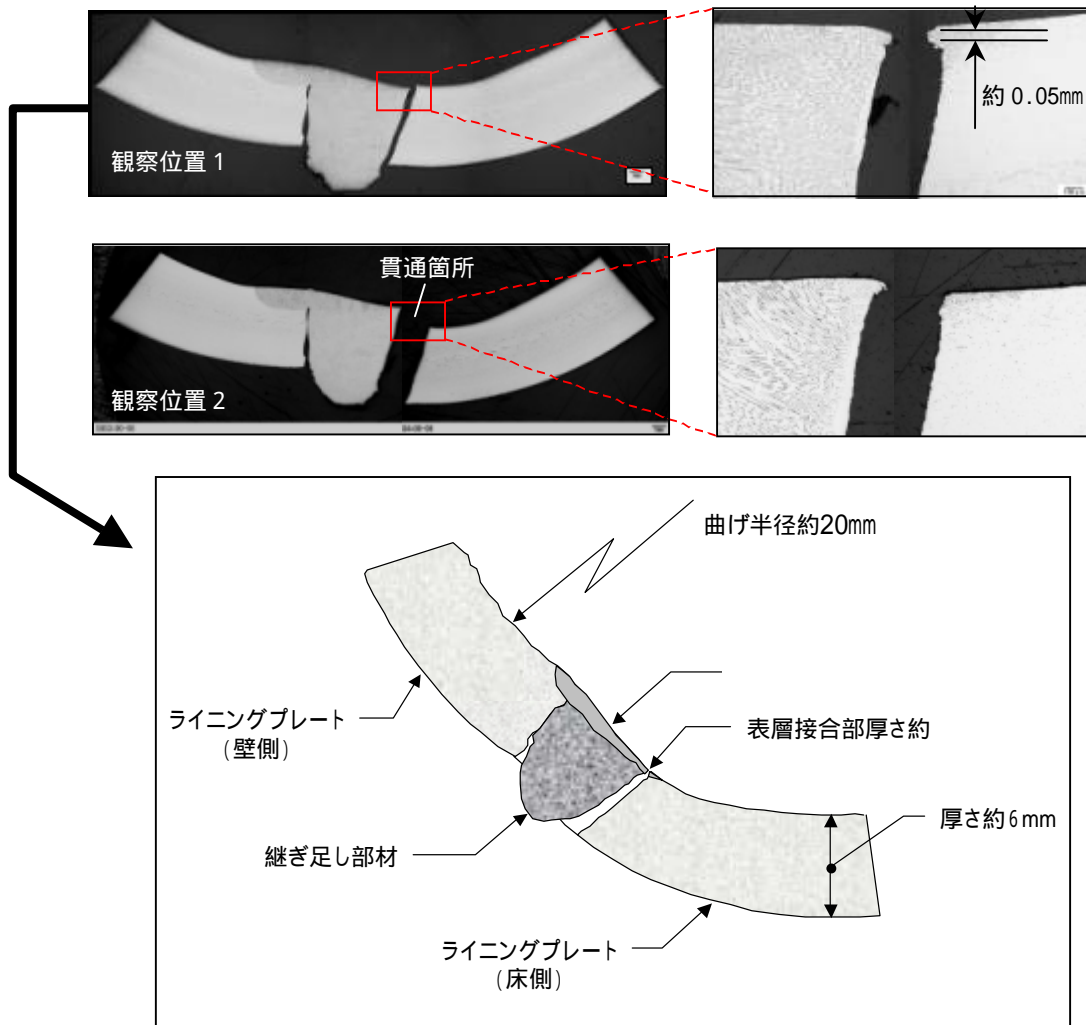 約 0.05mm
観察位置 1
貫通箇所
観察位置 2
曲げ半径約20mm
ライニングプレート
(壁側)
表層接合部厚さ約
厚さ約6mm
継ぎ足し部材
ライニングプレート
(床側)